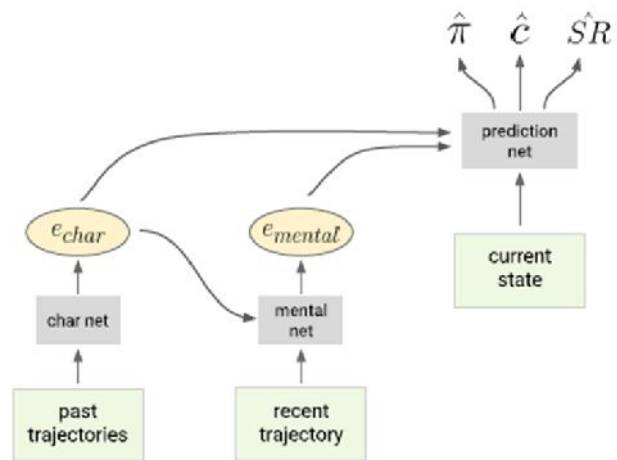 π̂ ĉ SR̂
prediction
net
e_char
e_mental
current
state
char net
mental
net
past
trajectories
recent
trajectory